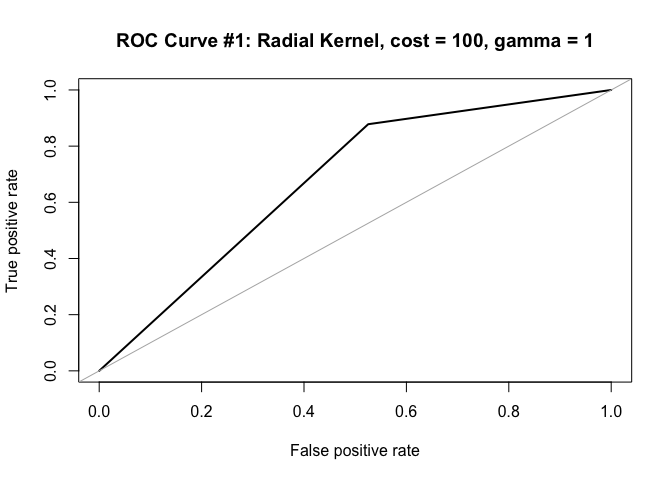 ROC Curve #1: Radial Kernel, cost = 100, gamma = 1
True positive rate
1.0
0.8
0.6
0.4
0.2
0.0
0.0 0.2 0.4 0.6 0.8 1.0
False positive rate